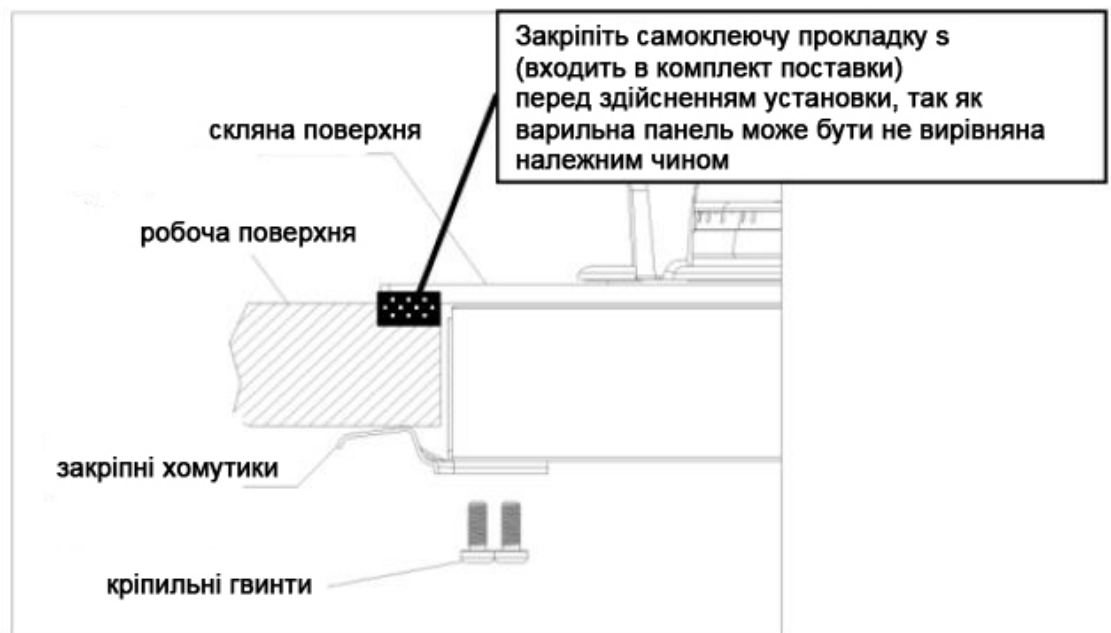 Закріпіть самоклеючу прокладку s
(входить в комплект поставки)
перед здійсненням установки, так як
варильна панель може бути не вирівняна
належним чином
скляна поверхня
робоча поверхня
закріпні хомутики
кріпильні гвинти